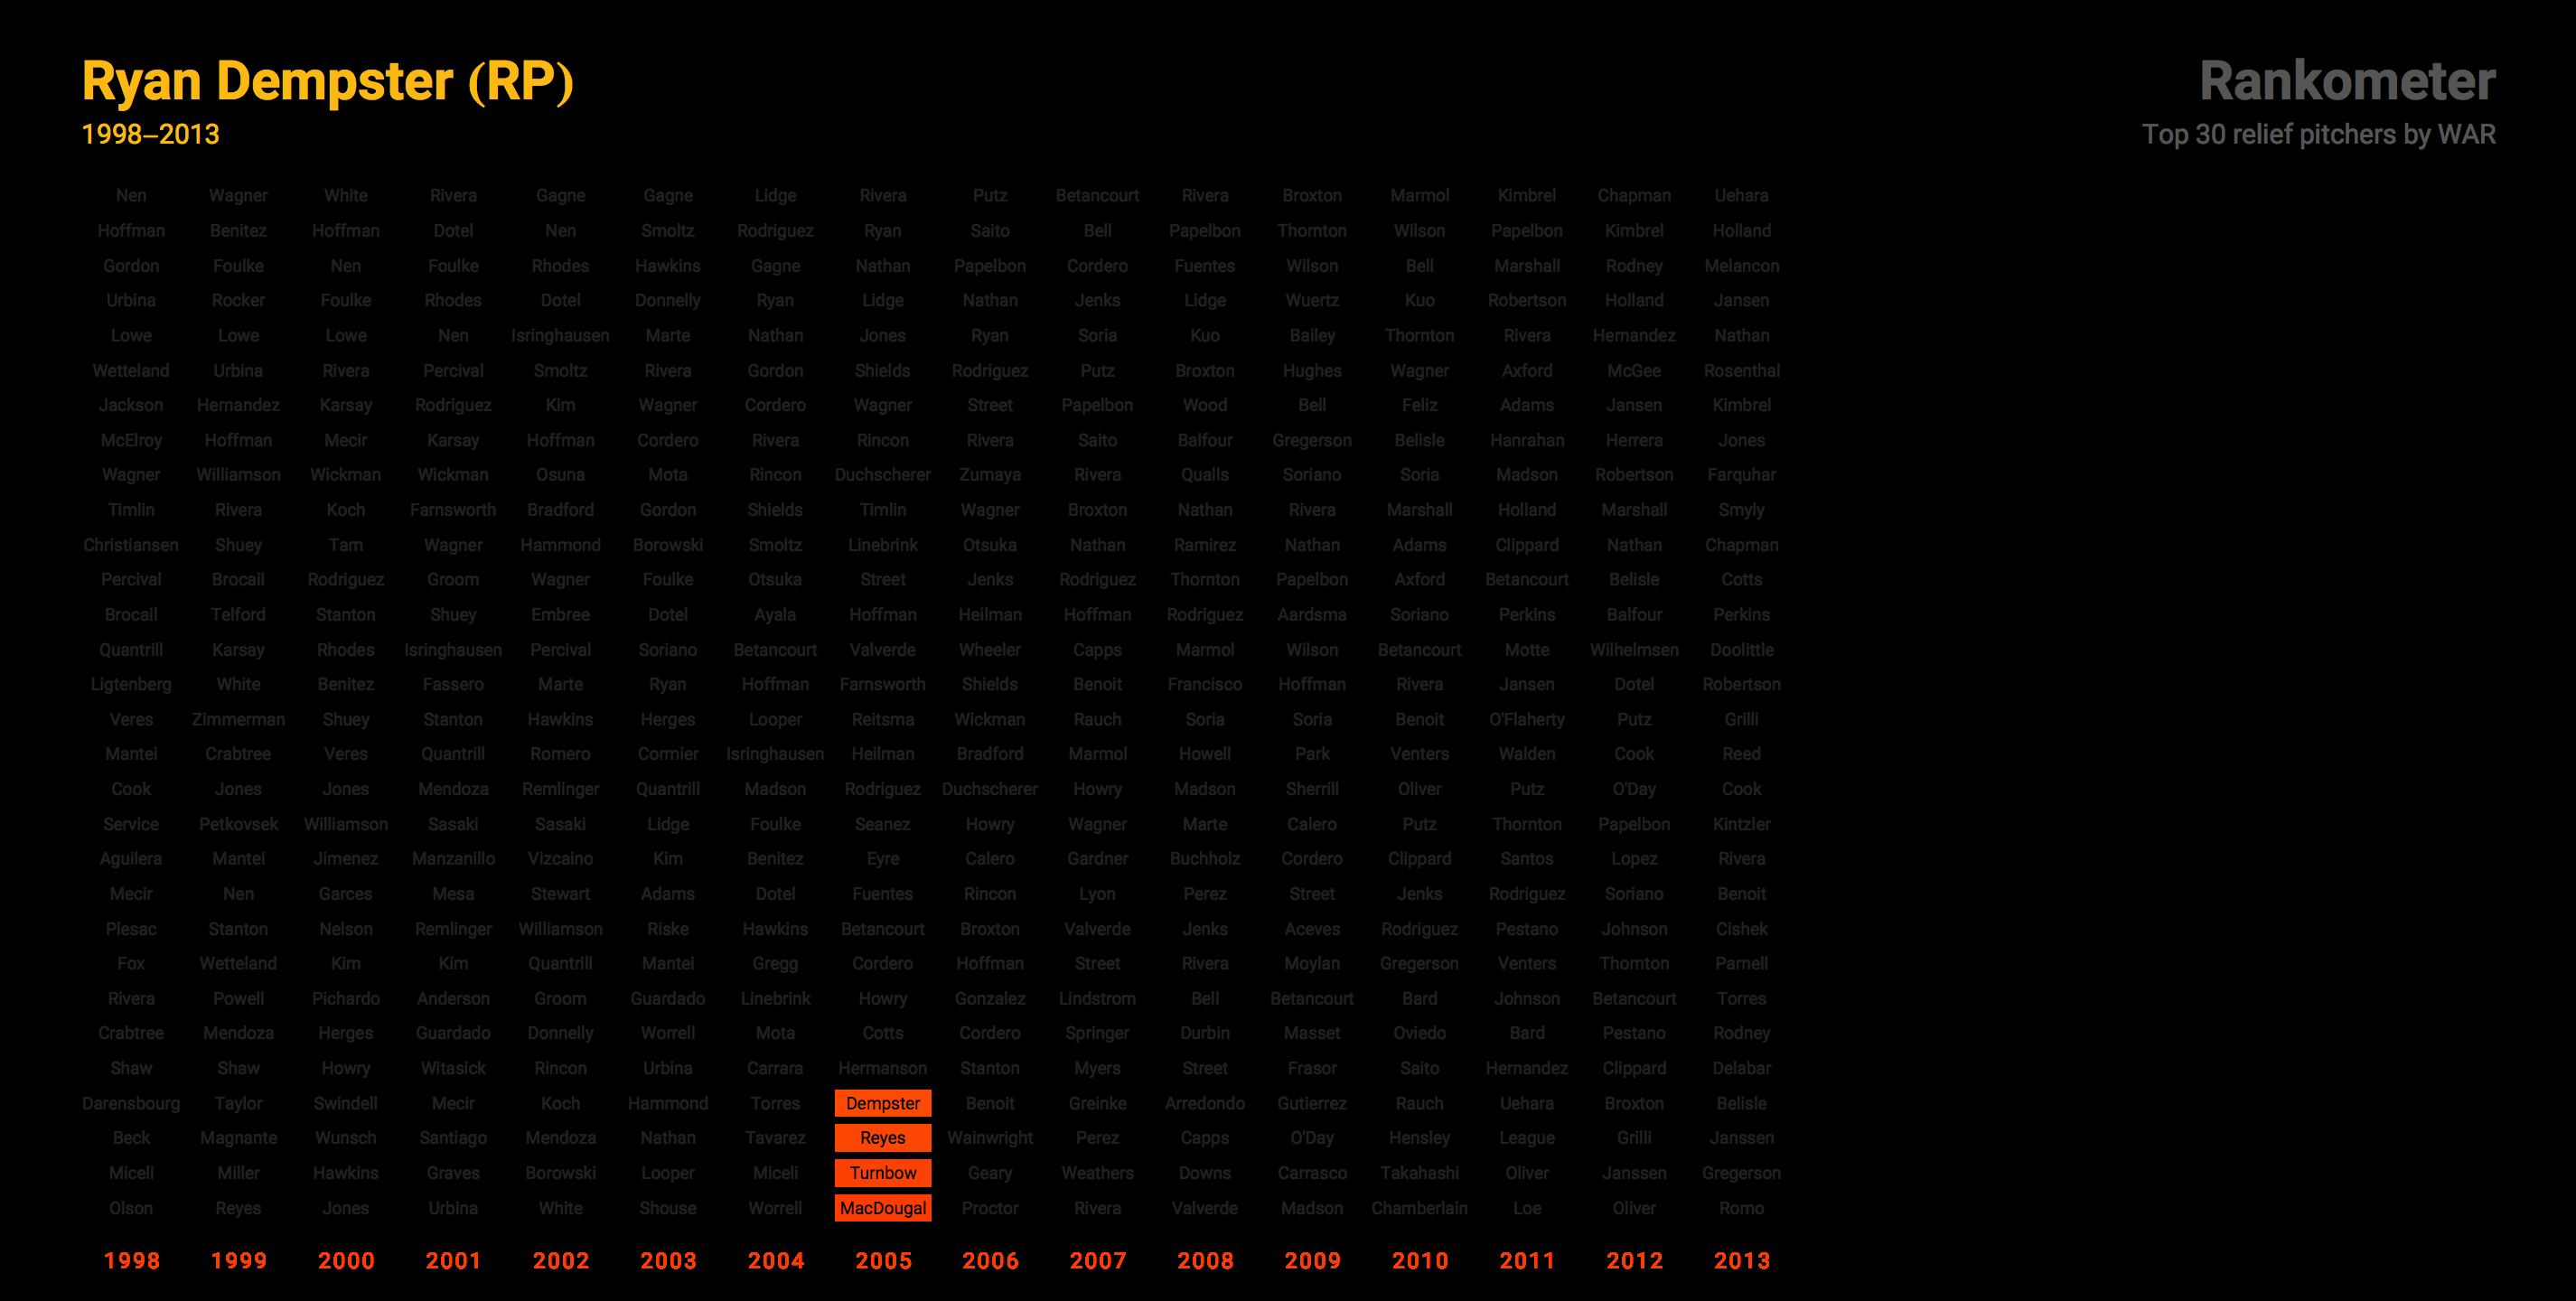 Ryan Dempster (RP)
1998–2013
Rankometer
Top 30 relief pitchers by WAR
Nen Wagner White Rivera Gagne Gagne Lidge Rivera Putz Betancourt Rivera Broxton Marmol Kimbrel Chapman Uehara
Hoffman Benitez Hoffman Dotel Nen Smoltz Rodriguez Ryan Saito Bell Papelbon Thornton Wilson Papelbon Kimbrel Holland
Gordon Foulke Nen Foulke Rhodes Hawkins Gagne Nathan Papelbon Cordero Fuentes Wilson Bell Marshall Rodney Melancon
Urbina Rocker Foulke Rhodes Dotel Donnelly Ryan Lidge Nathan Jenks Lidge Wuertz Kuo Robertson Holland Jansen
Lowe Lowe Lowe Nen Isringhausen Marte Nathan Jones Ryan Soria Kuo Bailey Thornton Rivera Hernandez Nathan
Wetteland Urbina Rivera Percival Smoltz Rivera Gordon Shields Rodriguez Putz Broxton Hughes Wagner Axford McGee Rosenthal
Jackson Hernandez Karsay Rodriguez Kim Wagner Cordero Wagner Street Papelbon Wood Bell Feliz Adams Jansen Kimbrel
McElroy Hoffman Mecir Karsay Hoffman Cordero Rivera Rincon Rivera Saito Balfour Gregerson Belisle Hanrahan Herrera Jones
Wagner Williamson Wickman Wickman Osuna Mota Rincon Duchscherer Zumaya Rivera Qualls Soriano Soria Madson Robertson Farquhar
Timlin Rivera Koch Farnsworth Bradford Gordon Shields Timlin Wagner Broxton Nathan Rivera Marshall Holland Marshall Smyly
Christiansen Shuey Tam Wagner Hammond Borowski Smoltz Linebrink Otsuka Nathan Ramirez Nathan Adams Clippard Nathan Chapman
Percival Brocail Rodriguez Groom Wagner Foulke Otsuka Street Jenks Rodriguez Thornton Papelbon Axford Betancourt Belisle Cotts
Brocail Telford Stanton Shuey Embree Dotel Ayala Hoffman Heilman Hoffman Rodriguez Aardsma Soriano Perkins Balfour Perkins
Quantrill Karsay Rhodes Isringhausen Percival Soriano Betancourt Valverde Wheeler Capps Marmol Wilson Betancourt Motte Wilhelmsen Doolittle
Ligtenberg White Benitez Fassero Marte Ryan Hoffman Farnsworth Shields Benoit Francisco Hoffman Rivera Jansen Dotel Robertson
Veres Zimmerman Shuey Stanton Hawkins Herges Looper Reitsma Wickman Rauch Soria Soria Benoit O'Flaherty Putz Grilli
Mantei Crabtree Veres Quantrill Romero Cormier Isringhausen Heilman Bradford Marmol Howell Park Venters Walden Cook Reed
Cook Jones Jones Mendoza Remlinger Quantrill Madson Rodriguez Duchscherer Howry Madson Sherrill Oliver Putz O'Day Cook
Service Petkovsek Williamson Sasaki Sasaki Lidge Foulke Seanez Howry Wagner Marte Calero Putz Thornton Papelbon Kintzler
Aguilera Mantei Jimenez Manzanillo Vizcaino Kim Benitez Eyre Calero Gardner Buchholz Cordero Clippard Santos Lopez Rivera
Mecir Nen Garces Mesa Stewart Adams Dotel Fuentes Rincon Lyon Perez Street Jenks Rodriguez Soriano Benoit
Plesac Stanton Nelson Remlinger Williamson Riske Hawkins Betancourt Broxton Valverde Jenks Aceves Rodriguez Pestano Johnson Cishek
Fox Wetteland Kim Kim Quantrill Mantei Gregg Cordero Hoffman Street Rivera Moylan Gregerson Venters Thornton Parnell
Rivera Powell Pichardo Anderson Groom Guardado Linebrink Howry Gonzalez Lindstrom Bell Betancourt Bard Johnson Betancourt Torres
Crabtree Mendoza Herges Guardado Donnelly Worrell Mota Cotts Cordero Springer Durbin Masset Oviedo Bard Pestano Rodney
Shaw Shaw Howry Witasick Rincon Urbina Carrara Hermanson Stanton Myers Street Frasor Saito Hernandez Clippard Delabar
Darensbourg Taylor Swindell Mecir Koch Hammond Torres Dempster Benoit Greinke Arredondo Gutierrez Rauch Uehara Broxton Belisle
Beck Magnante Wunsch Santiago Mendoza Nathan Tavarez Reyes Wainwright Perez Capps O'Day Hensley League Grilli Janssen
Miceli Miller Hawkins Graves Borowski Looper Miceli Turnbow Geary Weathers Downs Carrasco Takahashi Oliver Janssen Gregerson
Olson Reyes Jones Urbina White Shouse Worrell MacDougal Proctor Rivera Valverde Madson Chamberlain Loe Oliver Romo
1998 1999 2000 2001 2002 2003 2004 2005 2006 2007 2008 2009 2010 2011 2012 2013